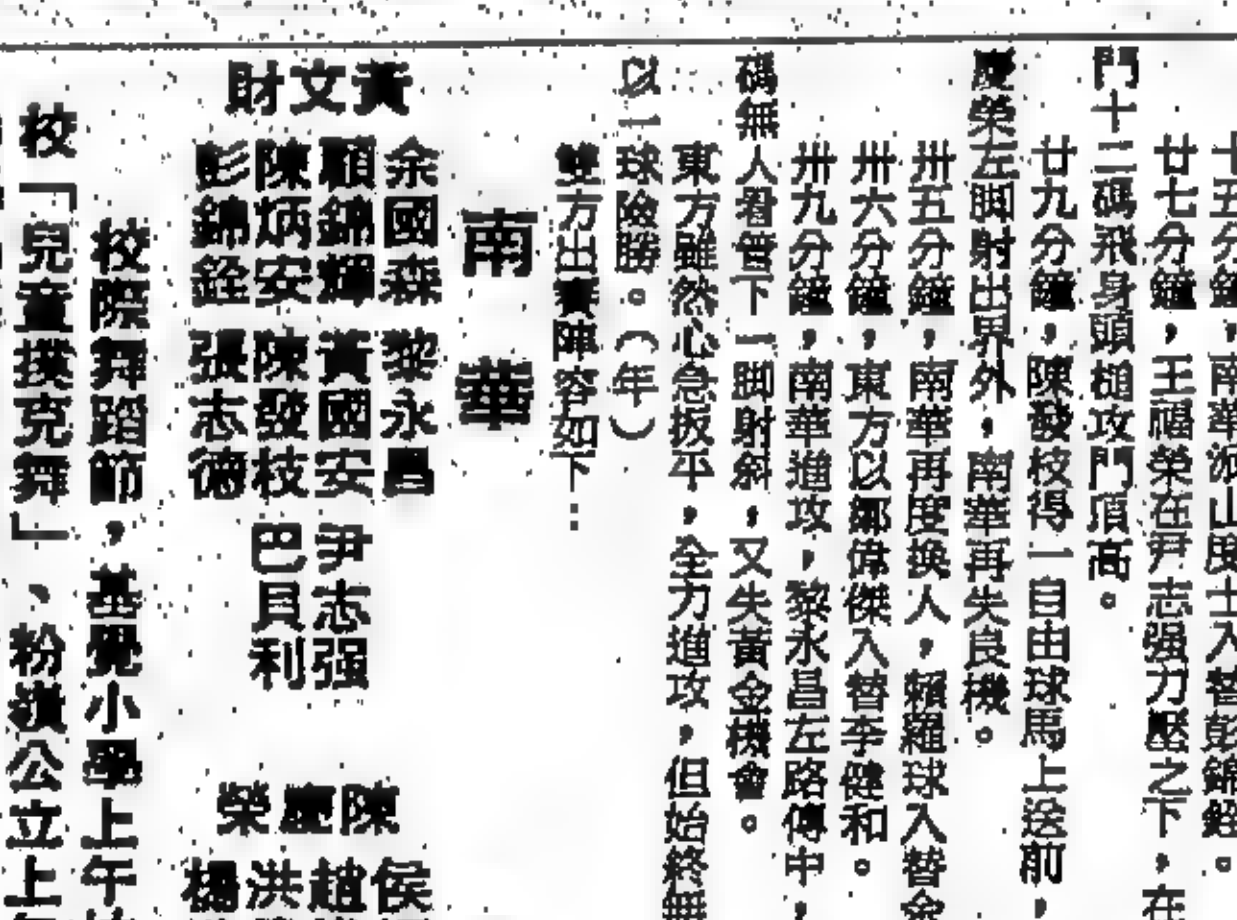 十五分鐘，南華派山度士入替彭錦銓。
廿七分鐘，王福榮在尹志强力壓之下，在
門十二碼飛身頭槌攻門頂高。
廿九分鐘，陳發枝得一自由球馬上送前，
慶榮左脚射出界外，南華再失良機。
卅五分鐘，南華再度換人，賴羅球入替余
卅六分鐘，東方以鄺偉傑入替李健和。
卅九分鐘，南華進攻，黎永昌左路傳中，
碼無人看管下一脚射斜，又失黃金機會。
東方雖然心急扳平，全力進攻，但始終無
以一球險勝。（年）
雙方出賽陣容如下：
南華
黃文財
余國森　黎永昌
顧錦輝　黃國安　尹志强
陳炳安　陳發枝　巴貝利
彭錦銓　張志德
陳慶榮
侯
趙
洪
楊
校際舞蹈節，基覺小學上午
校「兒童撲克舞」、粉嶺公立上